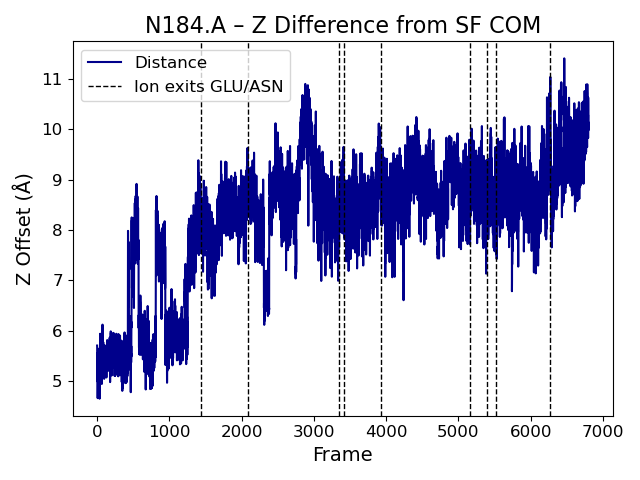 N184.A – Z Difference from SF COM
Distance
Ion exits GLU/ASN
Z Offset (Å)
11
10
9
8
7
6
5
0 1000 2000 3000 4000 5000 6000 7000
Frame